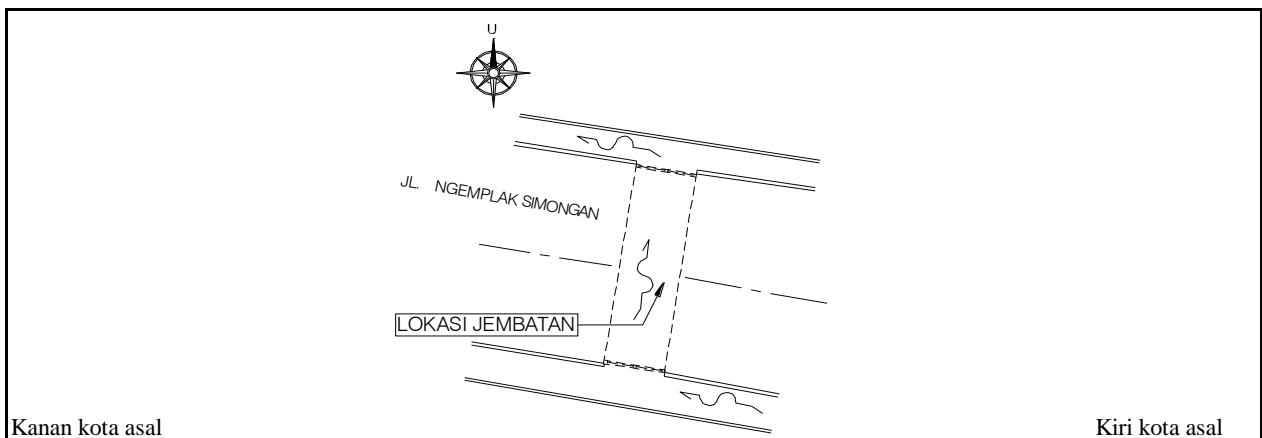 U
JL. NGEMPLAK SIMONGAN
LOKASI JEMBATAN
Kanan kota asal
Kiri kota asal